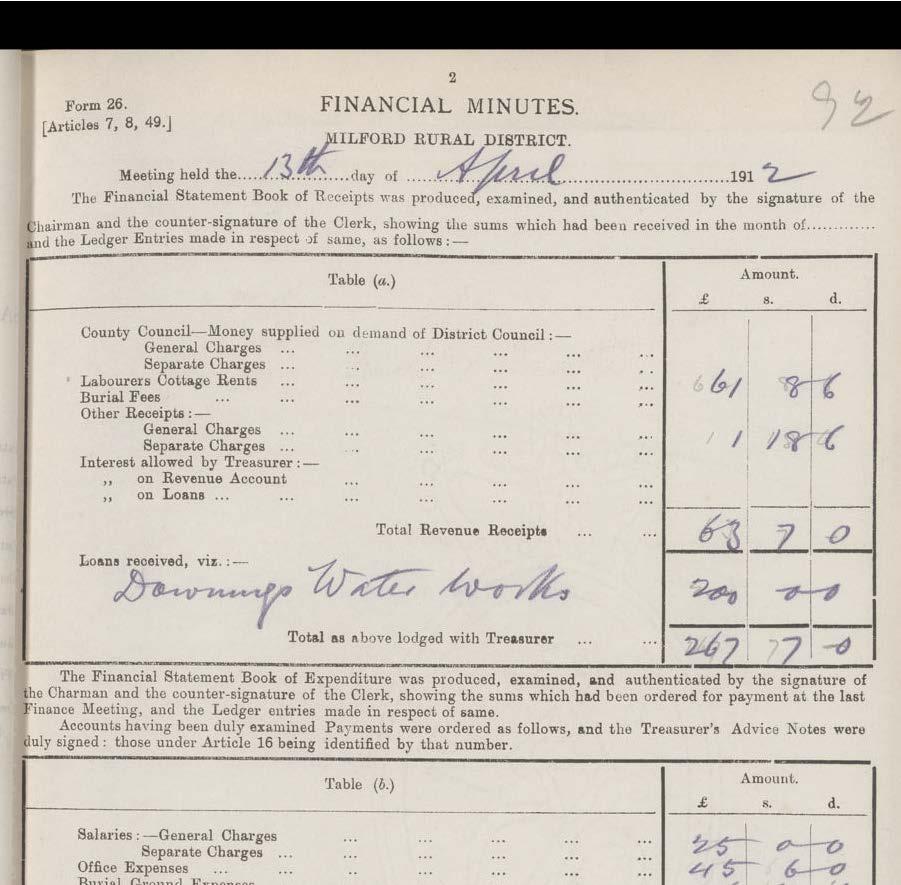 2
92
Form 26.
FINANCIAL MINUTES.
[Articles 7, 8, 49.]
MILFORD RURAL DISTRICT.
Meeting held the....13th....day of ....April....191 2
The Financial Statement Book of Receipts was produced, examined, and authenticated by the signature of the
Chairman and the counter-signature of the Clerk, showing the sums which had been received in the month of.............
and the Ledger Entries made in respect of same, as follows:—
Table (a.) Amount.
£ s. d.
County Council—Money supplied on demand of District Council:—
General Charges ... ... ... ... ... ...
Separate Charges ... ... ... ... ... ...
Labourers Cottage Rents ... ... ... ... ... ... 61 8 6
Burial Fees ... ... ... ... ... ... ...
Other Receipts:—
General Charges ... ... ... ... ... ... 1 18 6
Separate Charges ... ... ... ... ... ...
Interest allowed by Treasurer:—
„ on Revenue Account ... ... ... ... ...
„ on Loans ... ... ... ... ... ... ...
Total Revenue Receipts ... ... 63 7 0
Loans received, viz.:—
Downings Water Works 200 0 0
Total as above lodged with Treasurer ... ... 267 7 0
The Financial Statement Book of Expenditure was produced, examined, and authenticated by the signature of
the Charman and the counter-signature of the Clerk, showing the sums which had been ordered for payment at the last
Finance Meeting, and the Ledger entries made in respect of same.
Accounts having been duly examined Payments were ordered as follows, and the Treasurer's Advice Notes were
duly signed: those under Article 16 being identified by that number.
Table (b.) Amount.
£ s. d.
Salaries:—General Charges ... ... ... ... ... 25 0 0
Separate Charges ... ... ... ... ... ...
Office Expenses ... ... ... ... ... ... ... 45 6 0
Burial Ground Expenses